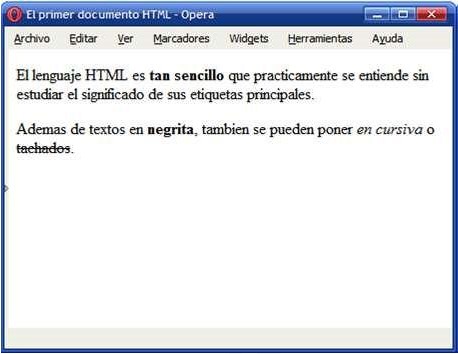 El primer documento HTML - Opera
Archivo Editar Ver Marcadores Widgets Herramientas Ayuda
El lenguaje HTML es tan sencillo que practicamente se entiende sin
estudiar el significado de sus etiquetas principales.
Ademas de textos en negrita, tambien se pueden poner en cursiva o
tachados.